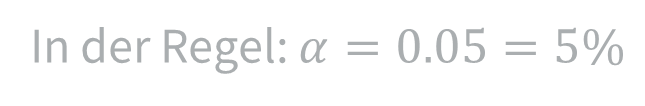 In der Regel: α = 0.05 = 5%